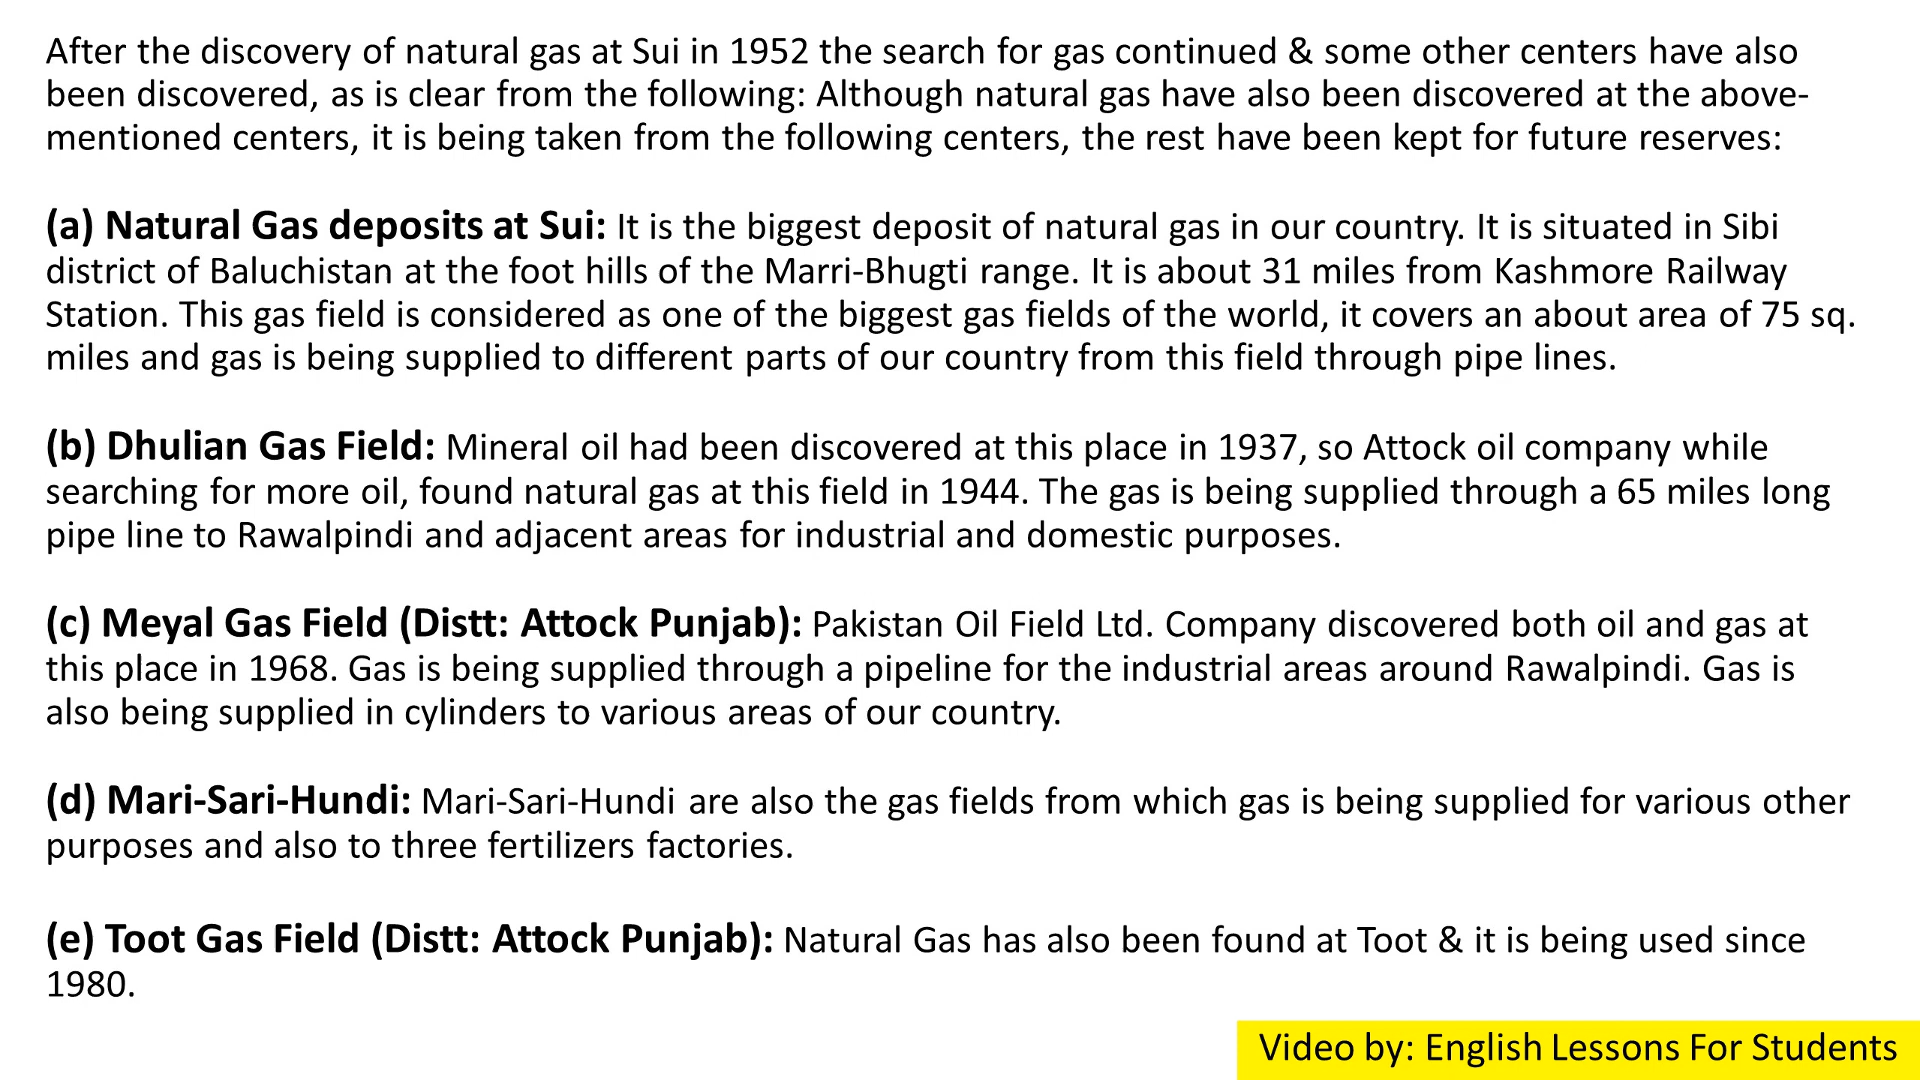 After the discovery of natural gas at Sui in 1952 the search for gas continued & some other centers have also
been discovered, as is clear from the following: Although natural gas have also been discovered at the above-
mentioned centers, it is being taken from the following centers, the rest have been kept for future reserves:
(a) Natural Gas deposits at Sui: It is the biggest deposit of natural gas in our country. It is situated in Sibi
district of Baluchistan at the foot hills of the Marri-Bhugti range. It is about 31 miles from Kashmore Railway
Station. This gas field is considered as one of the biggest gas fields of the world, it covers an about area of 75 sq.
miles and gas is being supplied to different parts of our country from this field through pipe lines.
(b) Dhulian Gas Field: Mineral oil had been discovered at this place in 1937, so Attock oil company while
searching for more oil, found natural gas at this field in 1944. The gas is being supplied through a 65 miles long
pipe line to Rawalpindi and adjacent areas for industrial and domestic purposes.
(c) Meyal Gas Field (Distt: Attock Punjab): Pakistan Oil Field Ltd. Company discovered both oil and gas at
this place in 1968. Gas is being supplied through a pipeline for the industrial areas around Rawalpindi. Gas is
also being supplied in cylinders to various areas of our country.
(d) Mari-Sari-Hundi: Mari-Sari-Hundi are also the gas fields from which gas is being supplied for various other
purposes and also to three fertilizers factories.
(e) Toot Gas Field (Distt: Attock Punjab): Natural Gas has also been found at Toot & it is being used since
1980.
Video by: English Lessons For Students